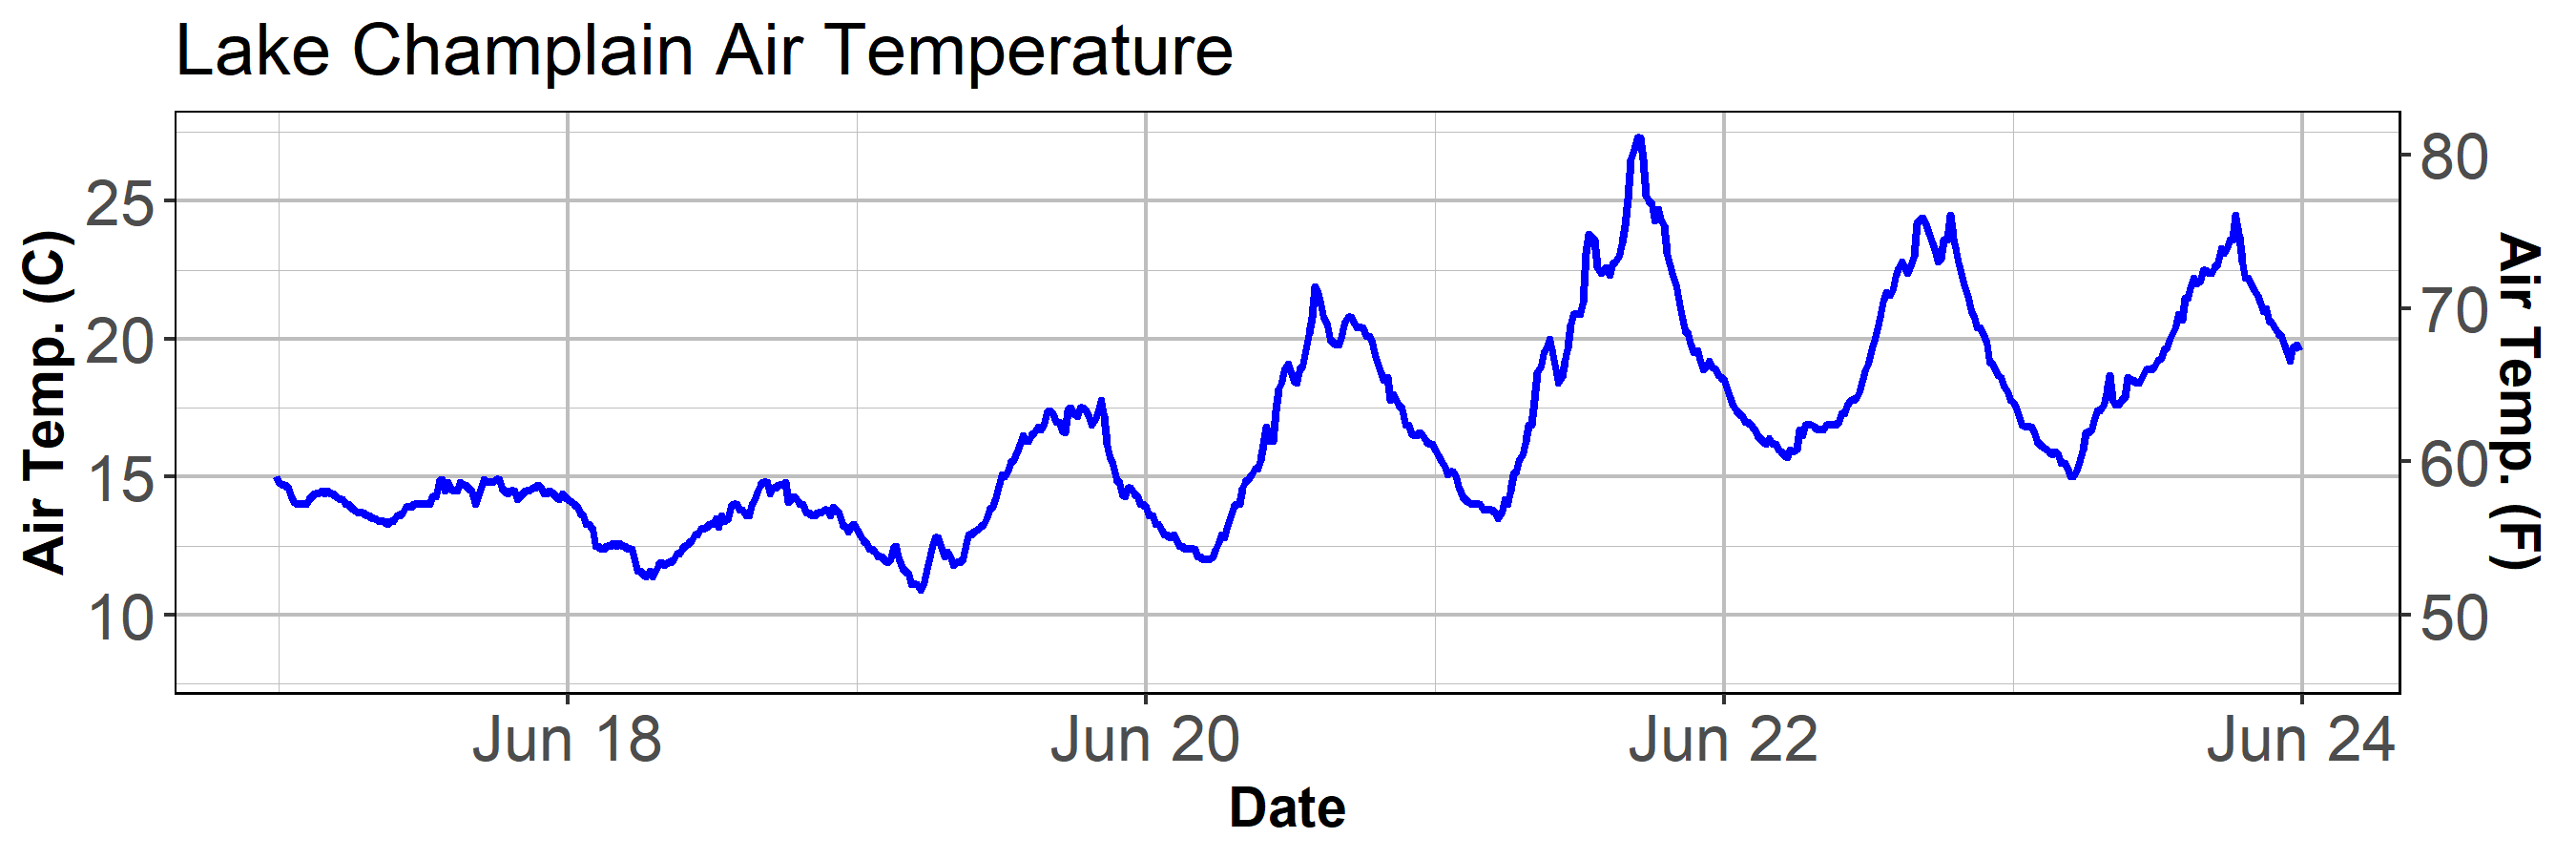 Lake Champlain Air Temperature
Air Temp. (C)
25
20
15
10
80
70
60
50
Air Temp. (F)
Jun 18
Jun 20
Jun 22
Jun 24
Date